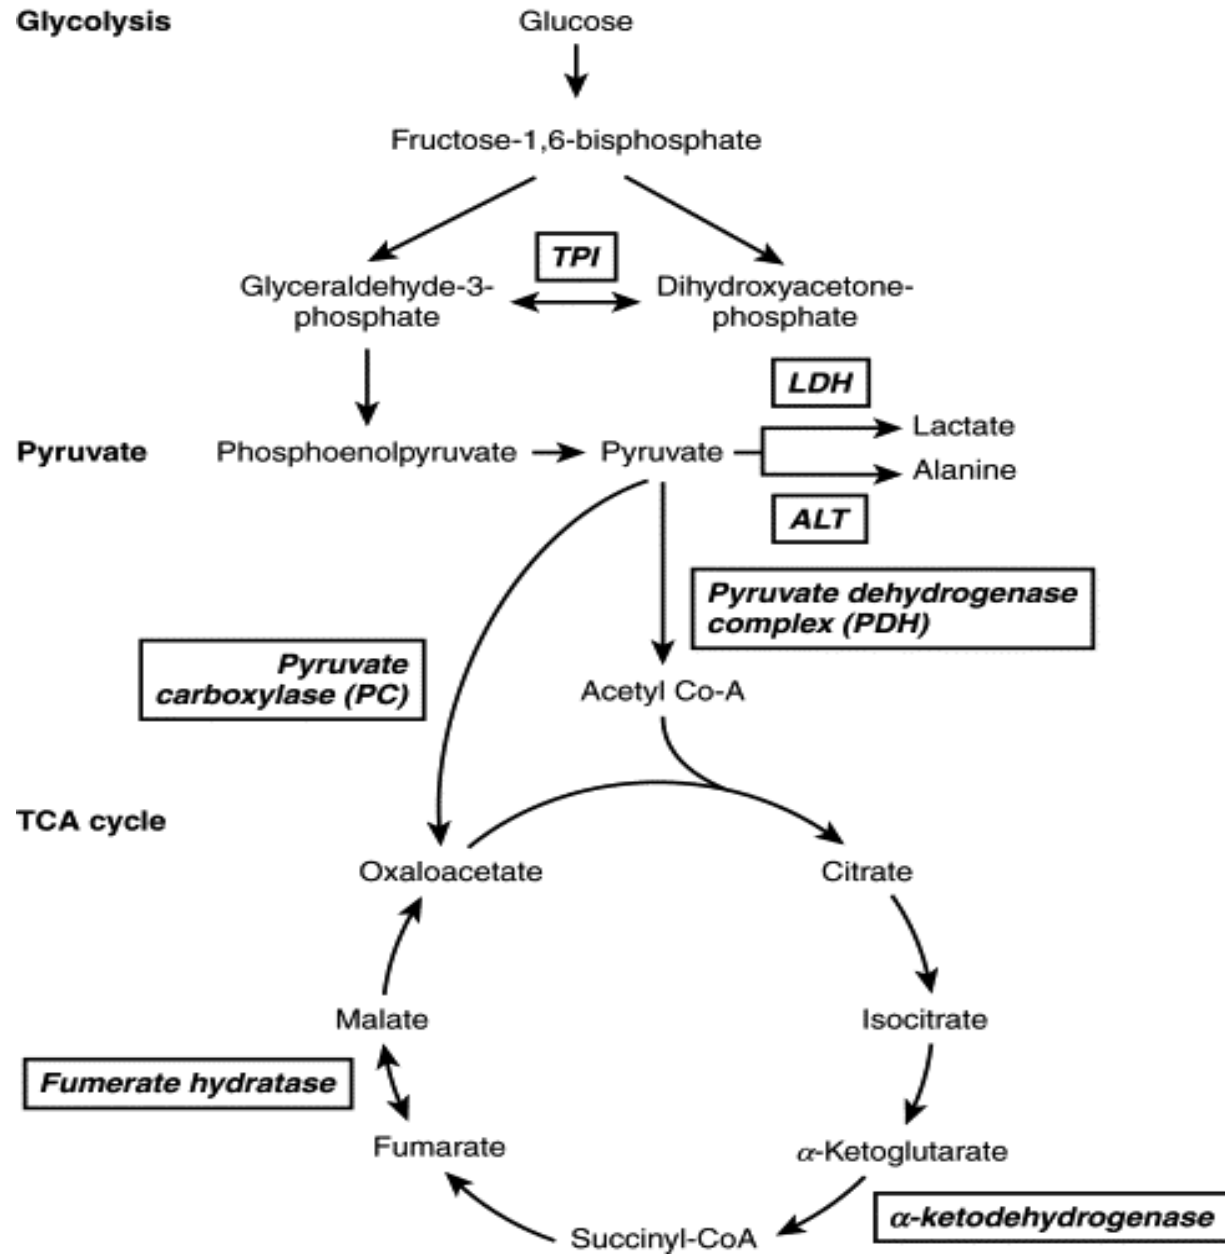 Glycolysis
Glucose
Fructose-1,6-bisphosphate
TPI
Glyceraldehyde-3-
phosphate
Dihydroxyacetone-
phosphate
LDH
Lactate
Pyruvate
Phosphoenolpyruvate
Pyruvate
Alanine
ALT
Pyruvate dehydrogenase
complex (PDH)
Pyruvate
carboxylase (PC)
Acetyl Co-A
TCA cycle
Oxaloacetate
Citrate
Malate
Isocitrate
Fumerate hydratase
Fumarate
α-Ketoglutarate
α-ketodehydrogenase
Succinyl-CoA